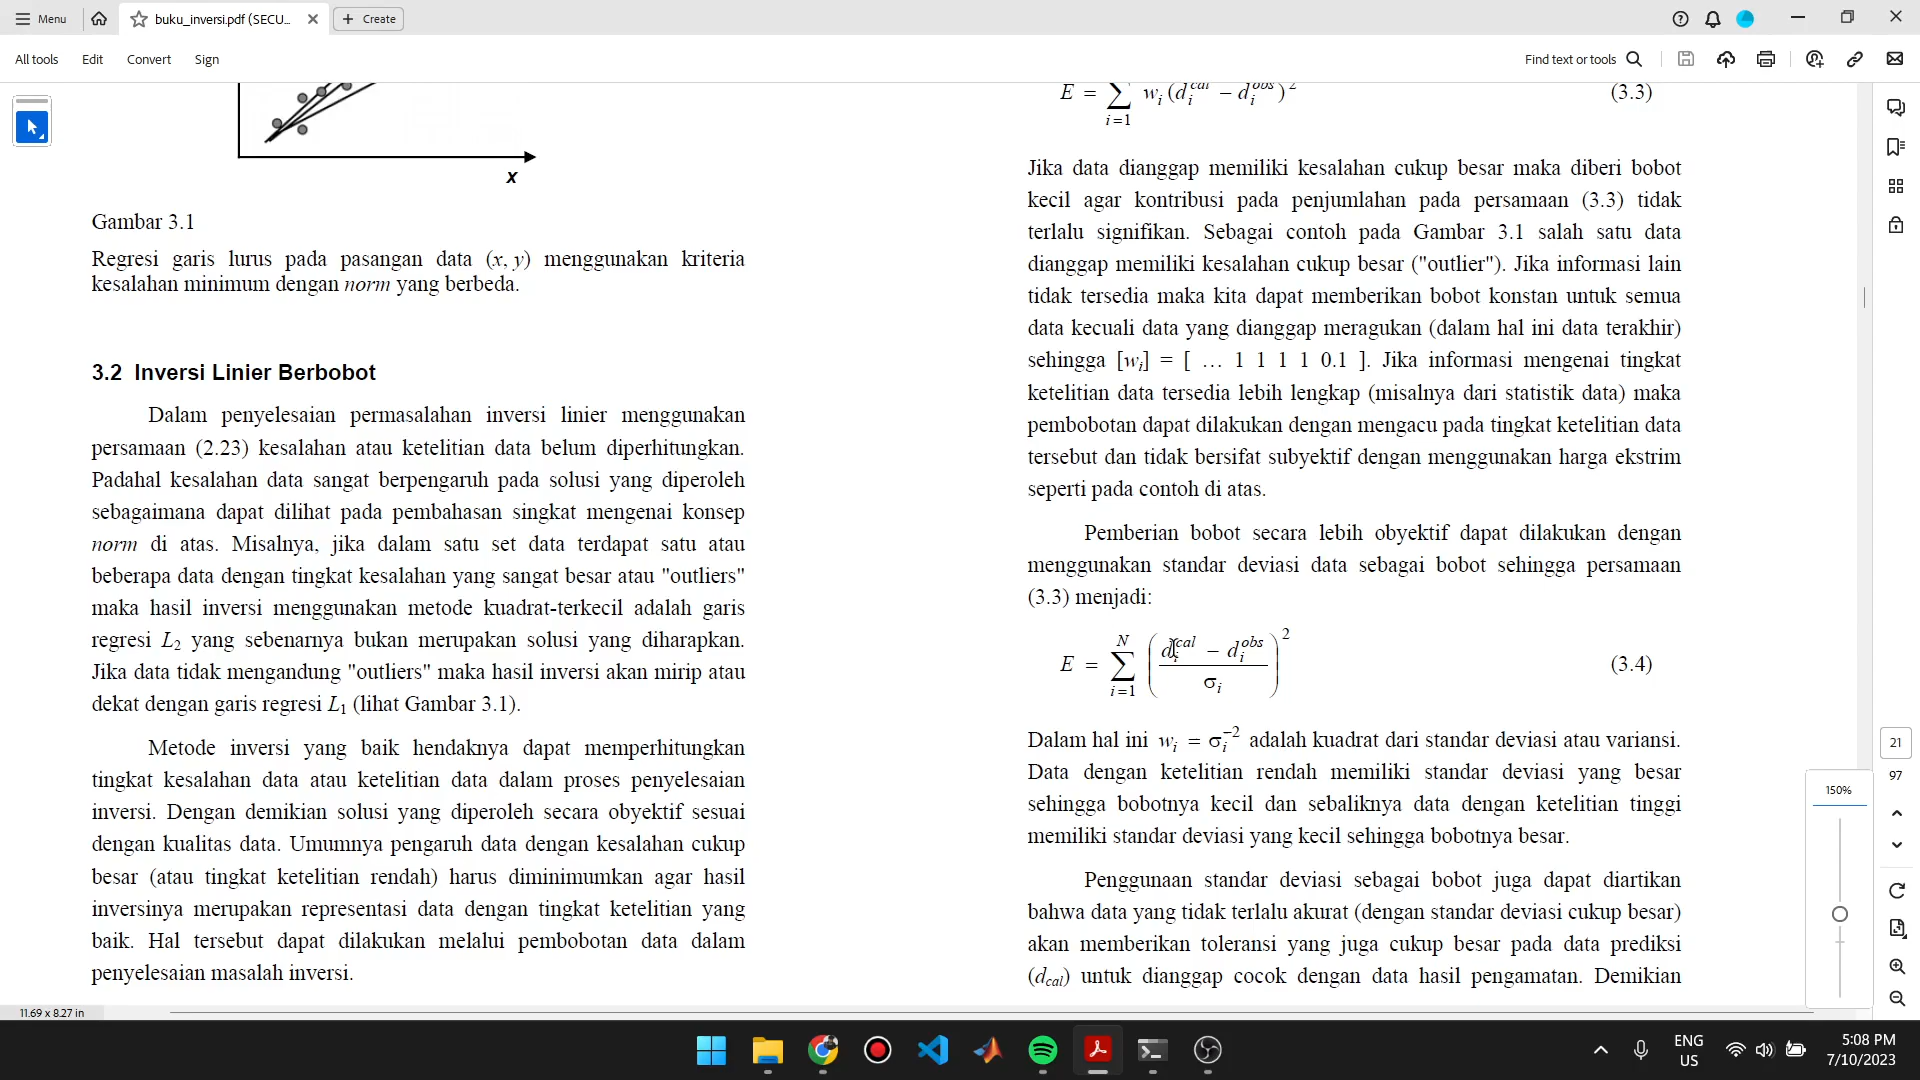 Menu
buku_inversi.pdf (SECU...
Create
All tools
Edit
Convert
Sign
Find text or tools
x
Gambar 3.1
Regresi garis lurus pada pasangan data (x, y) menggunakan kriteria
kesalahan minimum dengan norm yang berbeda.
3.2 Inversi Linier Berbobot
Dalam penyelesaian permasalahan inversi linier menggunakan
persamaan (2.23) kesalahan atau ketelitian data belum diperhitungkan.
Padahal kesalahan data sangat berpengaruh pada solusi yang diperoleh
sebagaimana dapat dilihat pada pembahasan singkat mengenai konsep
norm di atas. Misalnya, jika dalam satu set data terdapat satu atau
beberapa data dengan tingkat kesalahan yang sangat besar atau "outliers"
maka hasil inversi menggunakan metode kuadrat-terkecil adalah garis
regresi L₂ yang sebenarnya bukan merupakan solusi yang diharapkan.
Jika data tidak mengandung "outliers" maka hasil inversi akan mirip atau
dekat dengan garis regresi L₁ (lihat Gambar 3.1).
Metode inversi yang baik hendaknya dapat memperhitungkan
tingkat kesalahan data atau ketelitian data dalam proses penyelesaian
inversi. Dengan demikian solusi yang diperoleh secara obyektif sesuai
dengan kualitas data. Umumnya pengaruh data dengan kesalahan cukup
besar (atau tingkat ketelitian rendah) harus diminimumkan agar hasil
inversinya merupakan representasi data dengan tingkat ketelitian yang
baik. Hal tersebut dapat dilakukan melalui pembobotan data dalam
penyelesaian masalah inversi.
E = ∑ i=1 wᵢ (dᵢ^cal − dᵢ^obs)² (3.3)
Jika data dianggap memiliki kesalahan cukup besar maka diberi bobot
kecil agar kontribusi pada penjumlahan pada persamaan (3.3) tidak
terlalu signifikan. Sebagai contoh pada Gambar 3.1 salah satu data
dianggap memiliki kesalahan cukup besar ("outlier"). Jika informasi lain
tidak tersedia maka kita dapat memberikan bobot konstan untuk semua
data kecuali data yang dianggap meragukan (dalam hal ini data terakhir)
sehingga [wᵢ] = [ … 1 1 1 1 0.1 ]. Jika informasi mengenai tingkat
ketelitian data tersedia lebih lengkap (misalnya dari statistik data) maka
pembobotan dapat dilakukan dengan mengacu pada tingkat ketelitian data
tersebut dan tidak bersifat subyektif dengan menggunakan harga ekstrim
seperti pada contoh di atas.
Pemberian bobot secara lebih obyektif dapat dilakukan dengan
menggunakan standar deviasi data sebagai bobot sehingga persamaan
(3.3) menjadi:
E = ∑ i=1 N ((dᵢ^cal − dᵢ^obs) / σᵢ)² (3.4)
Dalam hal ini wᵢ = σᵢ⁻² adalah kuadrat dari standar deviasi atau variansi.
Data dengan ketelitian rendah memiliki standar deviasi yang besar
sehingga bobotnya kecil dan sebaliknya data dengan ketelitian tinggi
memiliki standar deviasi yang kecil sehingga bobotnya besar.
Penggunaan standar deviasi sebagai bobot juga dapat diartikan
bahwa data yang tidak terlalu akurat (dengan standar deviasi cukup besar)
akan memberikan toleransi yang juga cukup besar pada data prediksi
(d_cal) untuk dianggap cocok dengan data hasil pengamatan. Demikian
21
97
150%
11.69 x 8.27 in
ENG
US
5:08 PM
7/10/2023